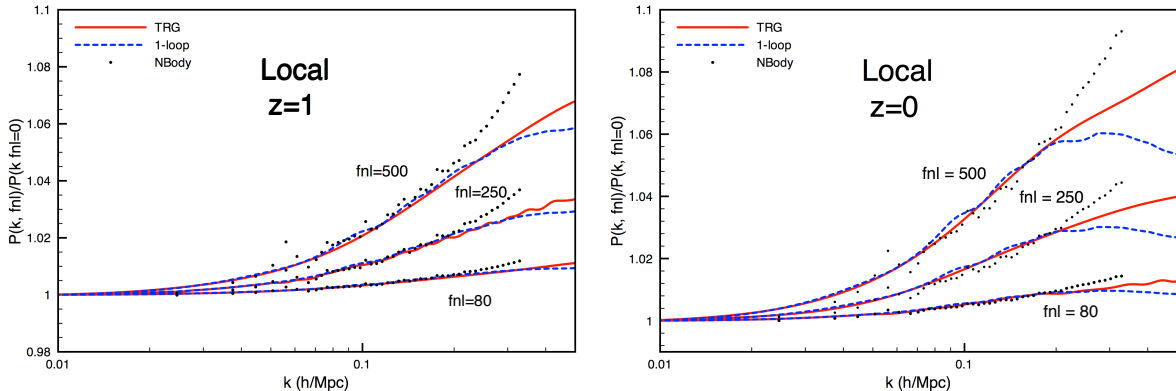 1.1
1.08
1.06
1.04
1.02
1
0.98
P(k, fnl)/P(k fnl=0)
TRG
1-loop
NBody
Local
z=1
fnl=500
fnl=250
fnl=80
0.01
0.1
k (h/Mpc)
1.1
1.08
1.06
1.04
1.02
1
P(k, fnl)/P(k, fnl=0)
TRG
1-loop
NBody
Local
z=0
fnl = 500
fnl = 250
fnl = 80
0.01
0.1
k (h/Mpc)